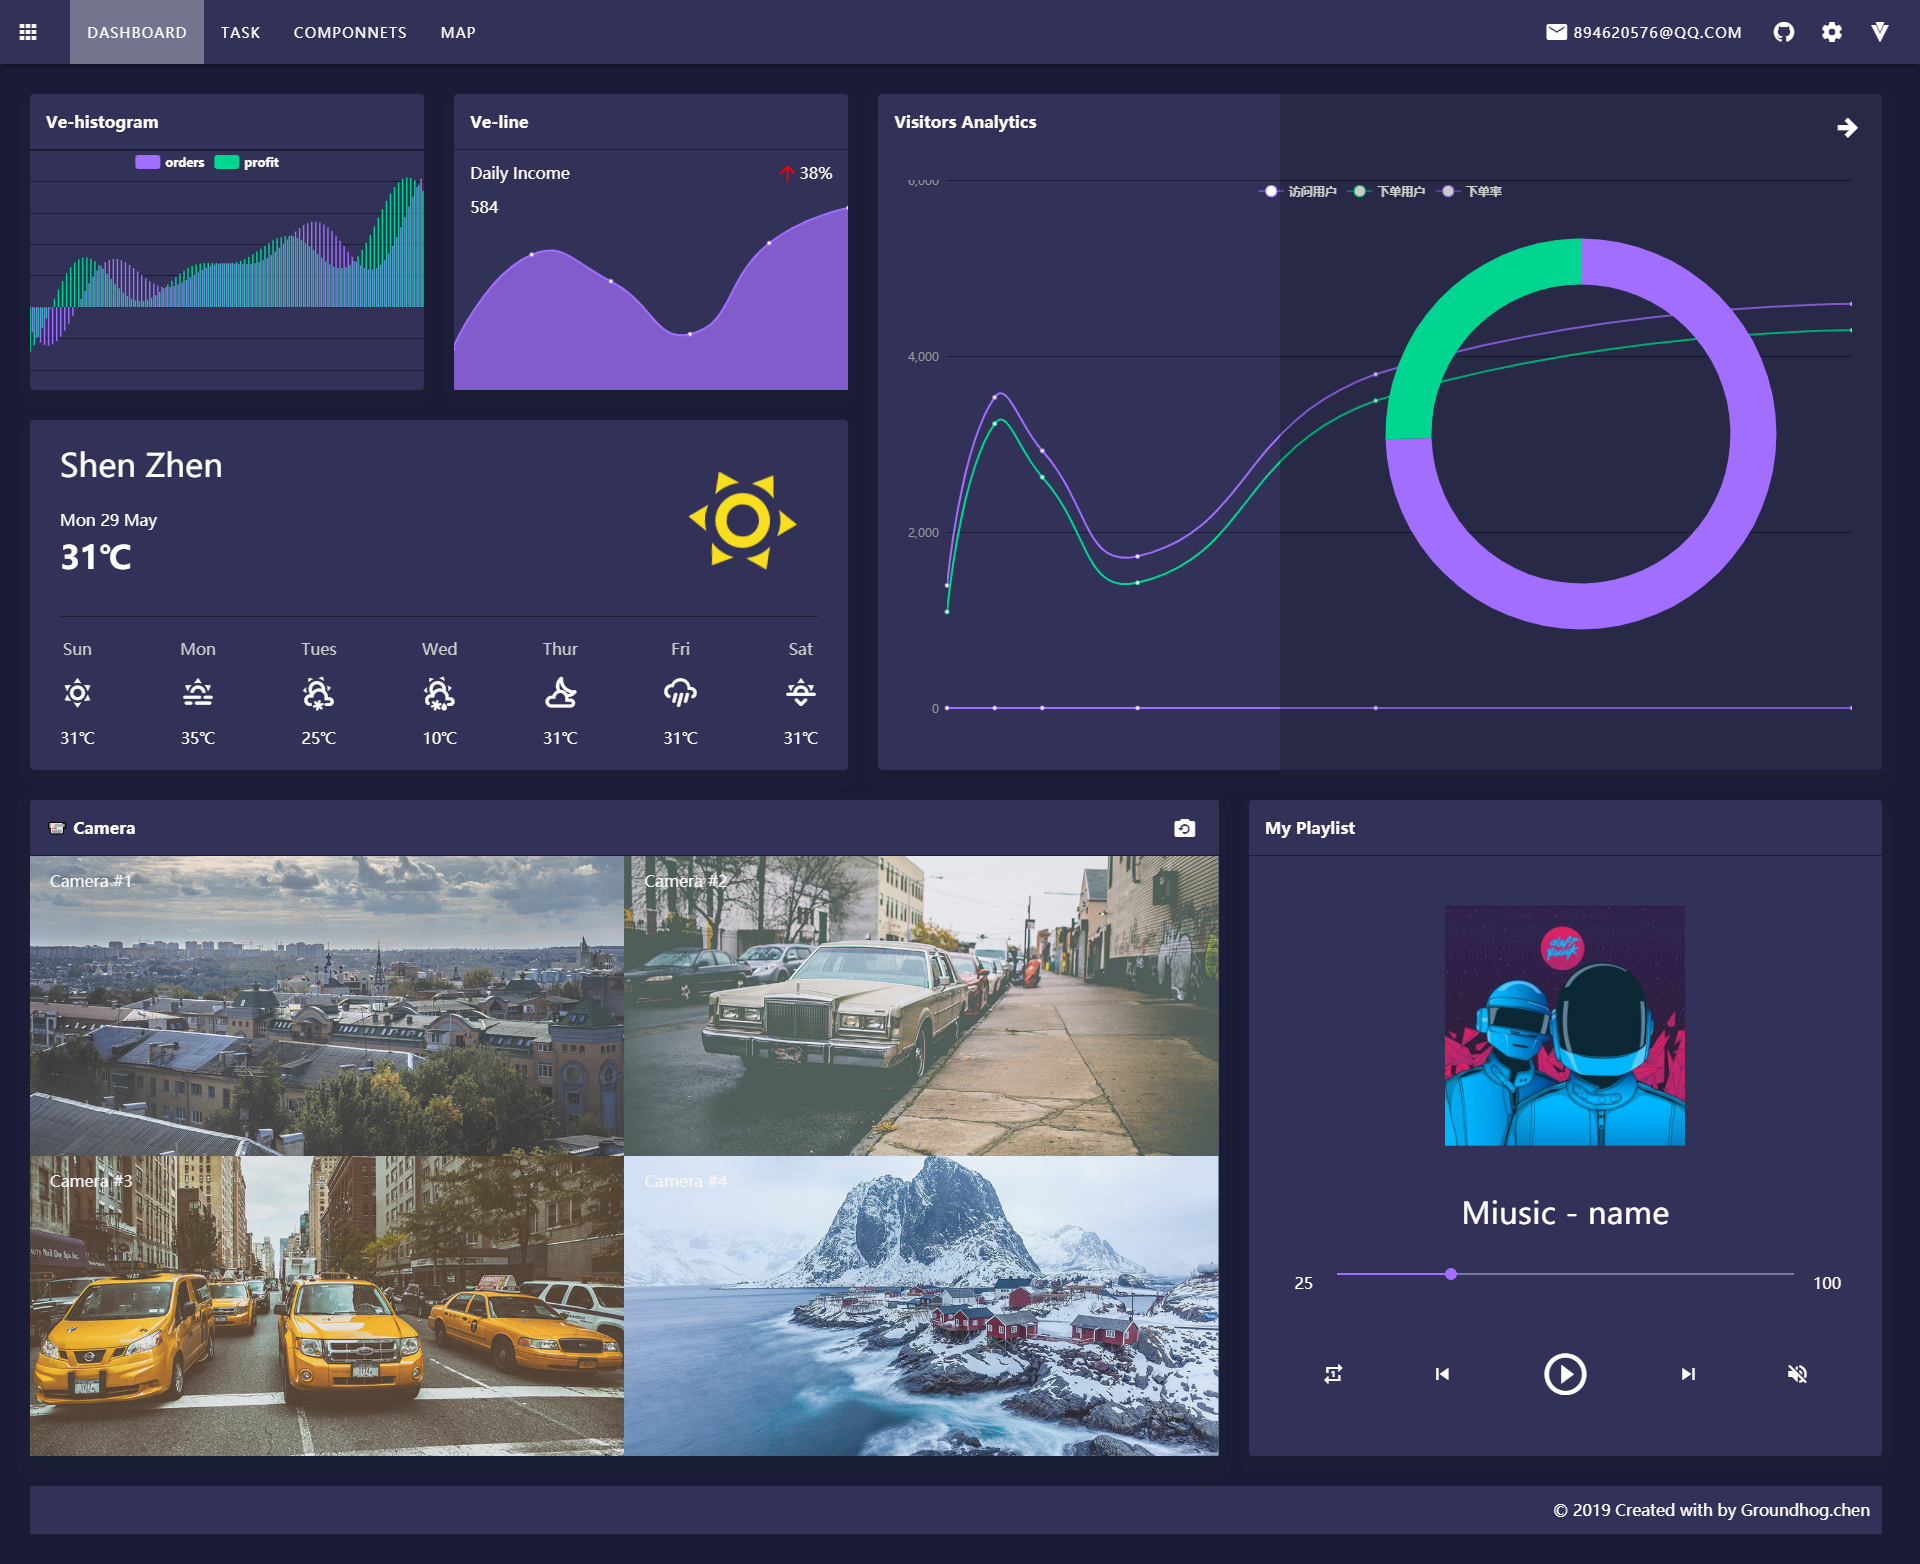 DASHBOARD TASK COMPONNETS MAP 894620576@QQ.COM
Ve-histogram
orders profit
Ve-line
Daily Income 38%
584
Visitors Analytics
访问用户 下单用户 下单率
6,000
4,000
2,000
0
Shen Zhen
Mon 29 May
31℃
Sun Mon Tues Wed Thur Fri Sat
31℃ 35℃ 25℃ 10℃ 31℃ 31℃ 31℃
Camera
Camera #1
Camera #2
Camera #3
Camera #4
My Playlist
daft
punk
Miusic - name
25 100
© 2019 Created with by Groundhog.chen